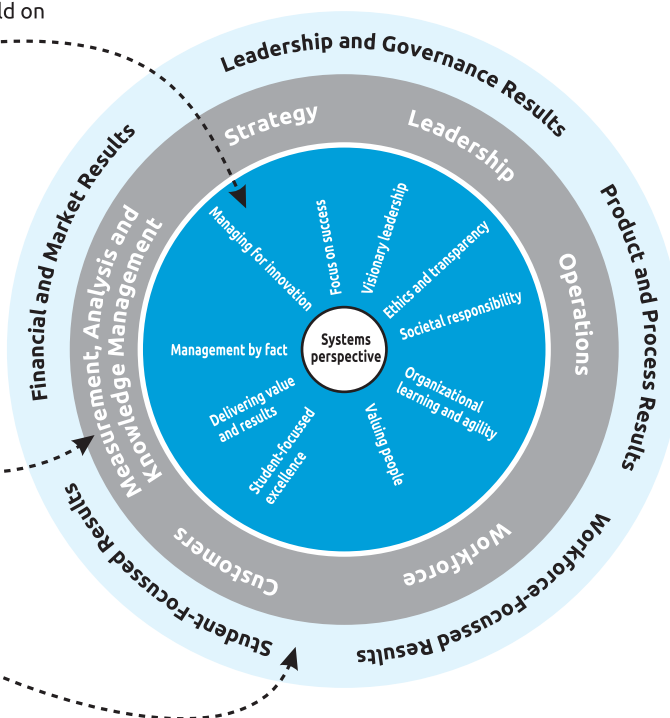 ld on
Leadership and Governance Results
Product and Process Results
Workforce-Focussed Results
Student-Focussed Results
Financial and Market Results
Strategy
Leadership
Operations
Workforce
Customers
Measurement, Analysis and
Knowledge Management
Managing for innovation
Focus on success
Visionary leadership
Ethics and transparency
Societal responsibility
Organizational
learning and agility
Valuing people
Student-focussed
excellence
Delivering value
and results
Management by fact
Systems
perspective